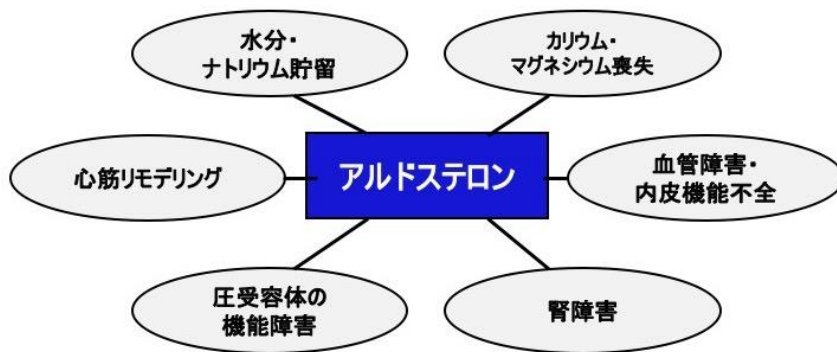 水分・
ナトリウム貯留
カリウム・
マグネシウム喪失
心筋リモデリング
アルドステロン
血管障害・
内皮機能不全
圧受容体の
機能障害
腎障害